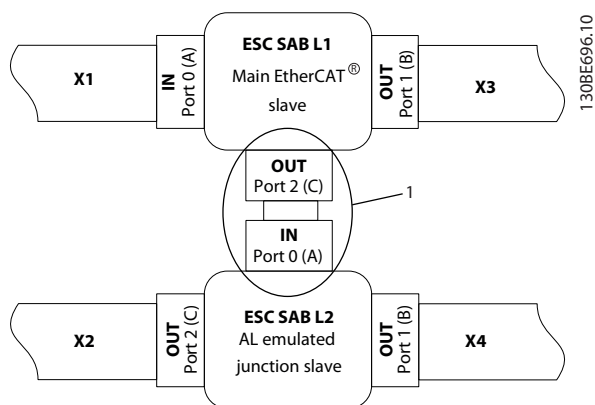 ESC SAB L1
Main EtherCAT®
slave
X1
IN
Port 0 (A)
OUT
Port 1 (B)
X3
130BE696.10
OUT
Port 2 (C)
1
IN
Port 0 (A)
ESC SAB L2
AL emulated
junction slave
X2
OUT
Port 2 (C)
OUT
Port 1 (B)
X4